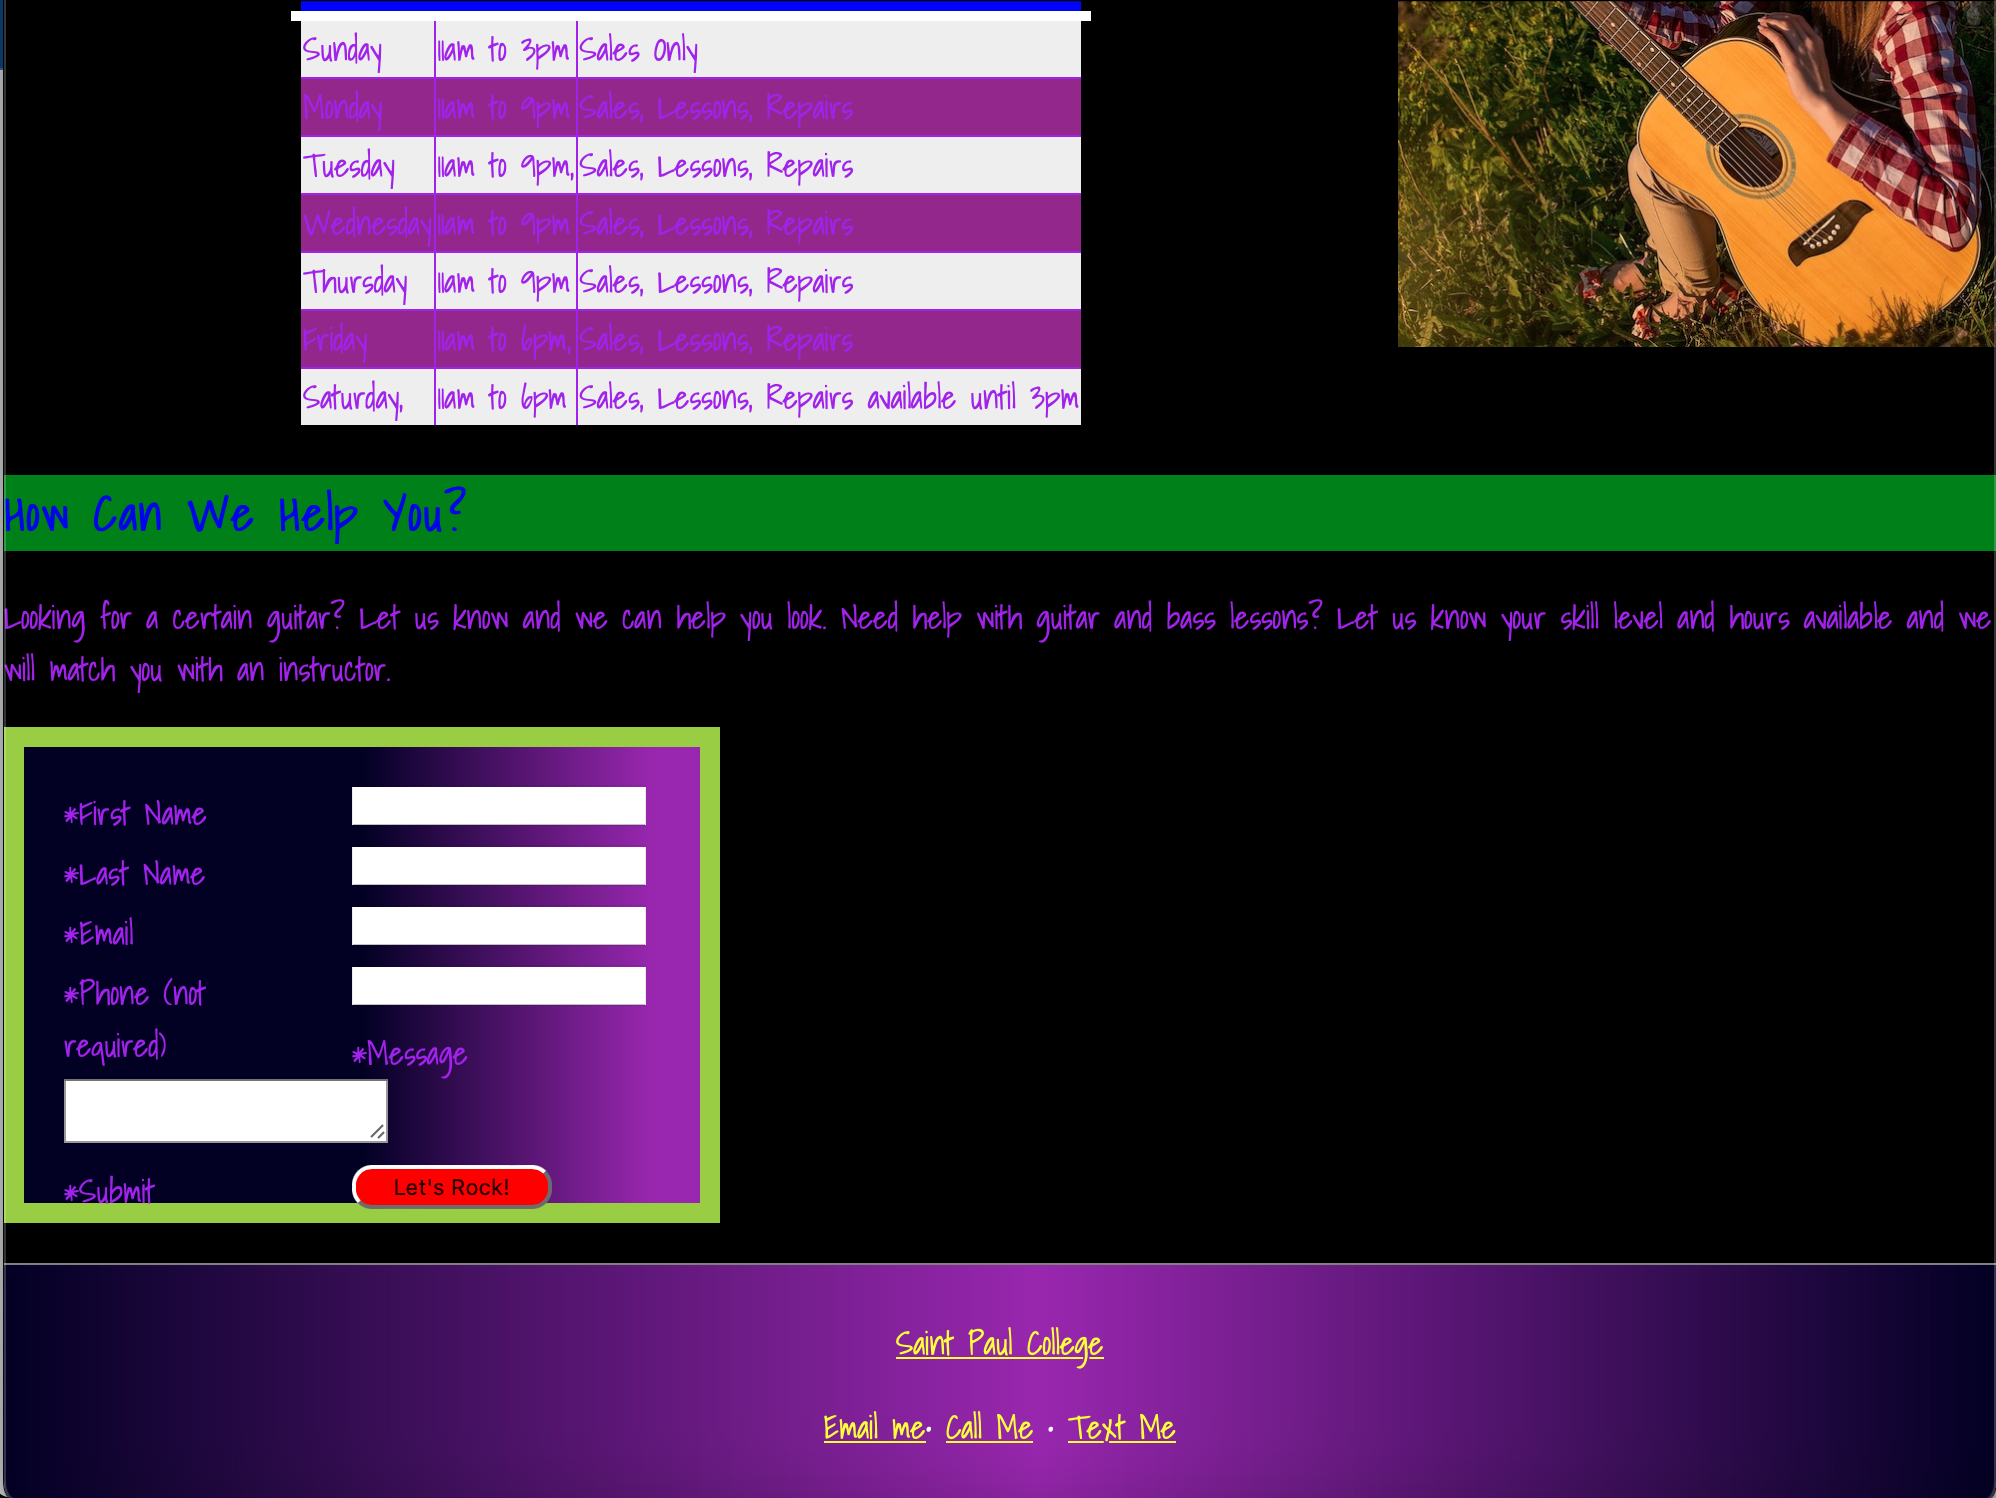 Sunday 11am to 3pm Sales Only
Monday 11am to 9pm Sales, Lessons, Repairs
Tuesday 11am to 9pm, Sales, Lessons, Repairs
Wednesday 11am to 9pm Sales, Lessons, Repairs
Thursday 11am to 9pm Sales, Lessons, Repairs
Friday 11am to 6pm, Sales, Lessons, Repairs
Saturday, 11am to 6pm Sales, Lessons, Repairs available until 3pm
How Can We Help You?
Looking for a certain guitar? Let us know and we can help you look. Need help with guitar and bass lessons? Let us know your skill level and hours available and we
will match you with an instructor.
*First Name
*Last Name
*Email
*Phone (not
required)
*Message
*Submit Let's Rock!
Saint Paul College
Email me• Call Me • Text Me